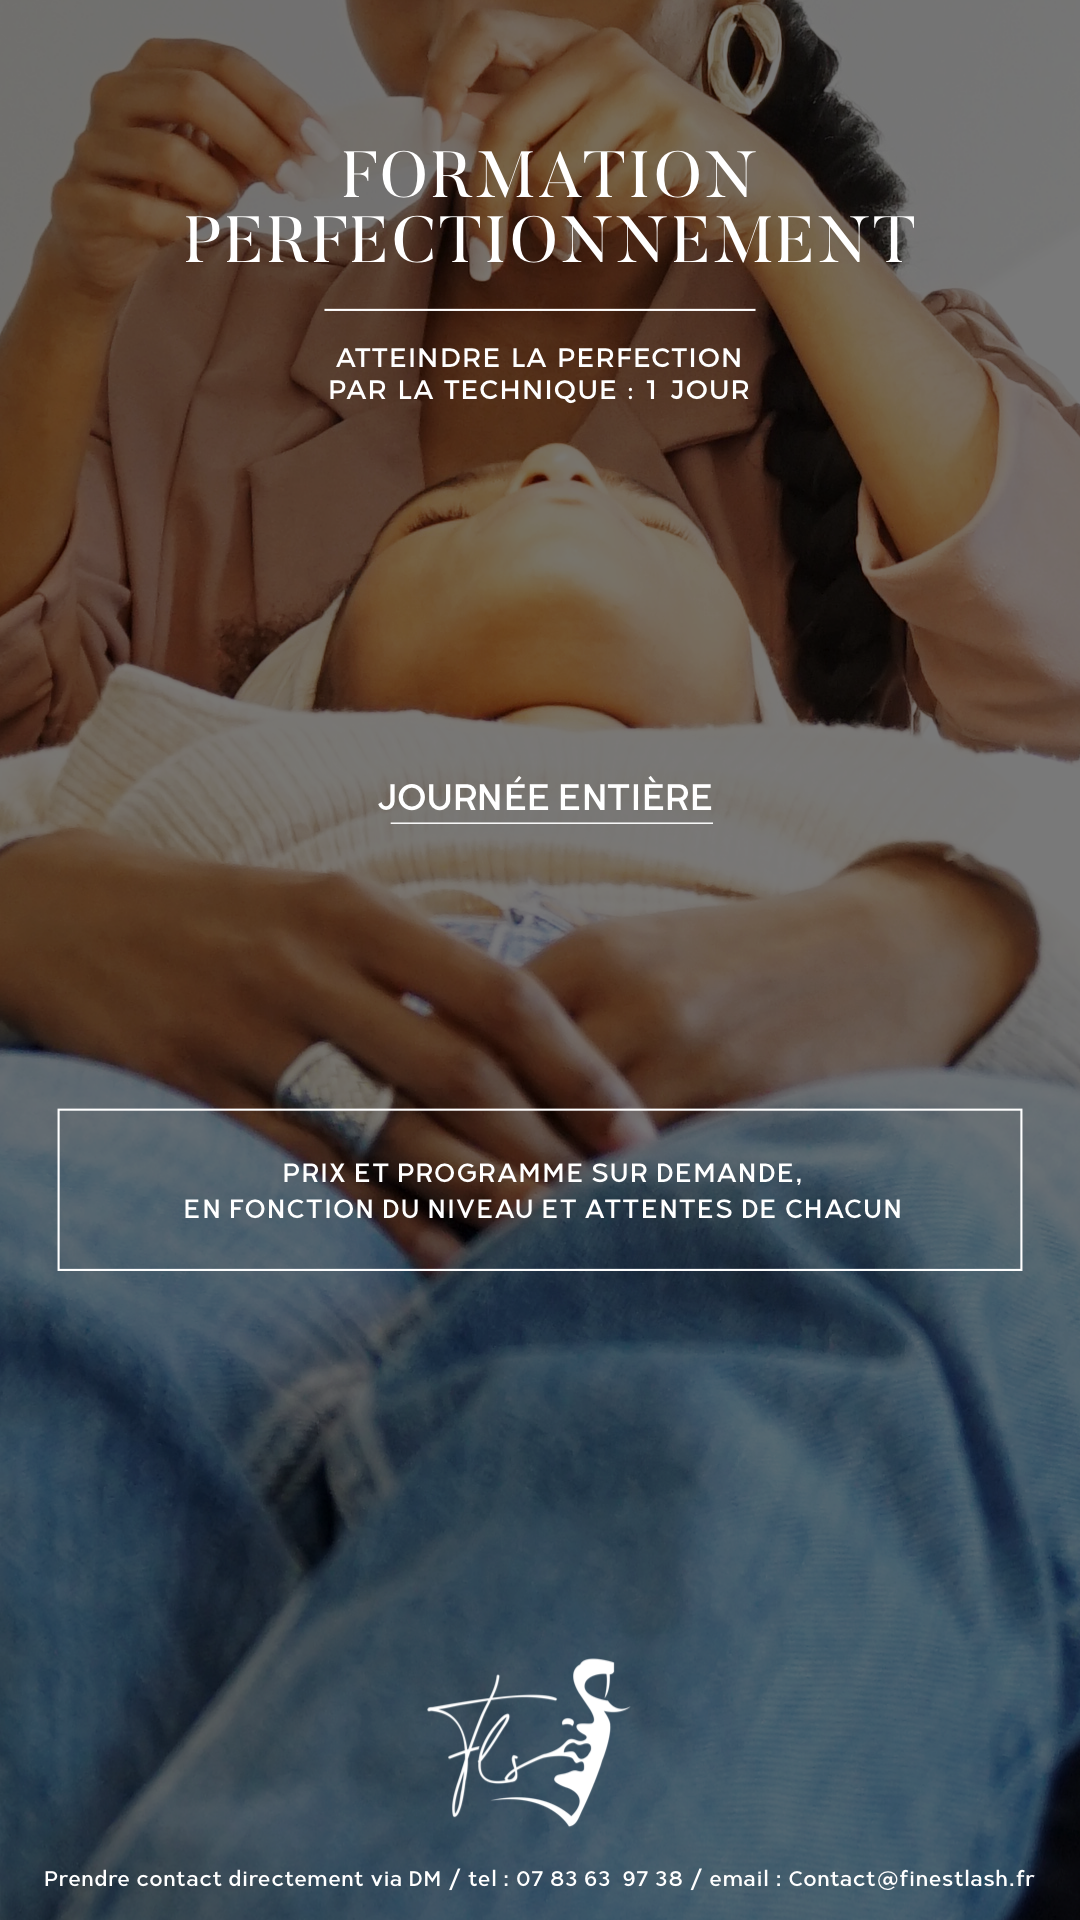 FORMATION
PERFECTIONNEMENT
ATTEINDRE LA PERFECTION
PAR LA TECHNIQUE : 1 JOUR
JOURNÉE ENTIÈRE
PRIX ET PROGRAMME SUR DEMANDE,
EN FONCTION DU NIVEAU ET ATTENTES DE CHACUN
Fls
Prendre contact directement via DM / tel : 07 83 63 97 38 / email : Contact@finestlash.fr